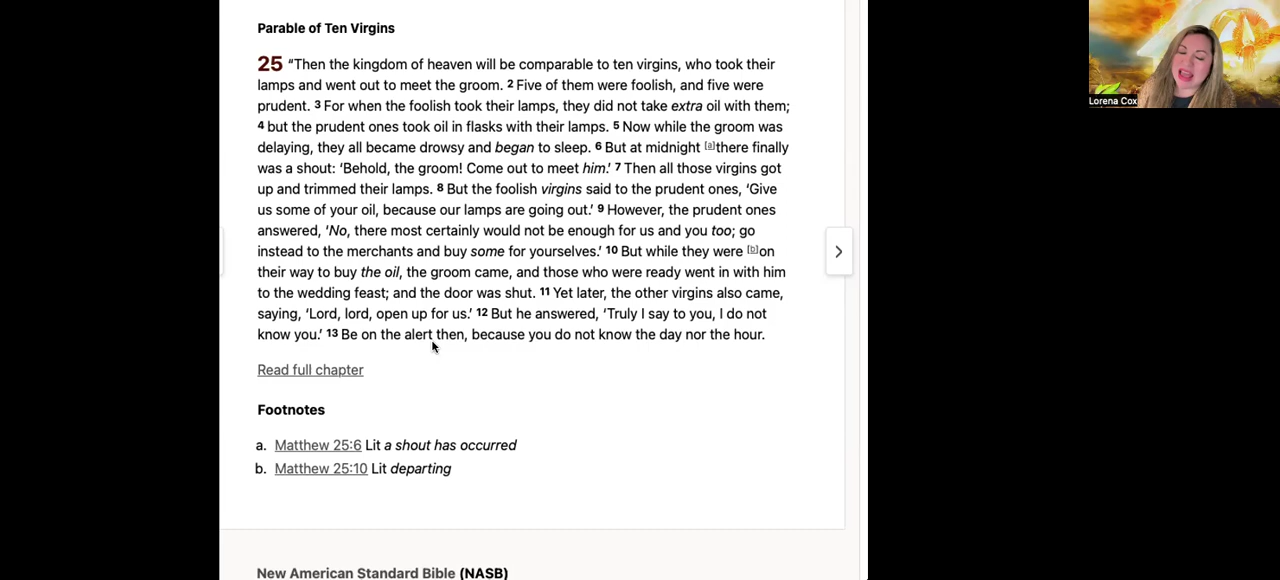 Parable of Ten Virgins
25 “Then the kingdom of heaven will be comparable to ten virgins, who took their
lamps and went out to meet the groom. 2 Five of them were foolish, and five were
prudent. 3 For when the foolish took their lamps, they did not take extra oil with them;
4 but the prudent ones took oil in flasks with their lamps. 5 Now while the groom was
delaying, they all became drowsy and began to sleep. 6 But at midnight [a]there finally
was a shout: ‘Behold, the groom! Come out to meet him.’ 7 Then all those virgins got
up and trimmed their lamps. 8 But the foolish virgins said to the prudent ones, ‘Give
us some of your oil, because our lamps are going out.’ 9 However, the prudent ones
answered, ‘No, there most certainly would not be enough for us and you too; go
instead to the merchants and buy some for yourselves.’ 10 But while they were [b]on
their way to buy the oil, the groom came, and those who were ready went in with him
to the wedding feast; and the door was shut. 11 Yet later, the other virgins also came,
saying, ‘Lord, lord, open up for us.’ 12 But he answered, ‘Truly I say to you, I do not
know you.’ 13 Be on the alert then, because you do not know the day nor the hour.
Read full chapter
Footnotes
a. Matthew 25:6 Lit a shout has occurred
b. Matthew 25:10 Lit departing
New American Standard Bible (NASB)
Lorena Cox